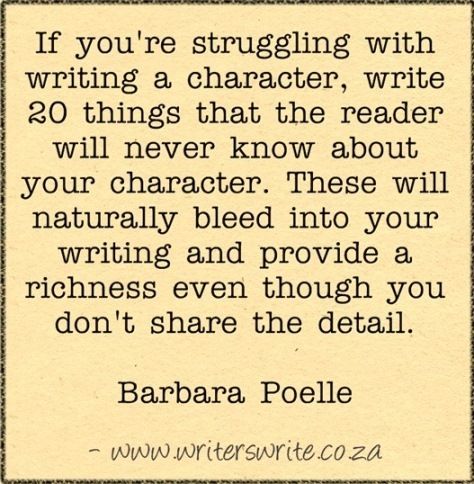 If you're struggling with
writing a character, write
20 things that the reader
will never know about
your character. These will
naturally bleed into your
writing and provide a
richness even though you
don't share the detail.
Barbara Poelle
- www.writerswrite.co.za